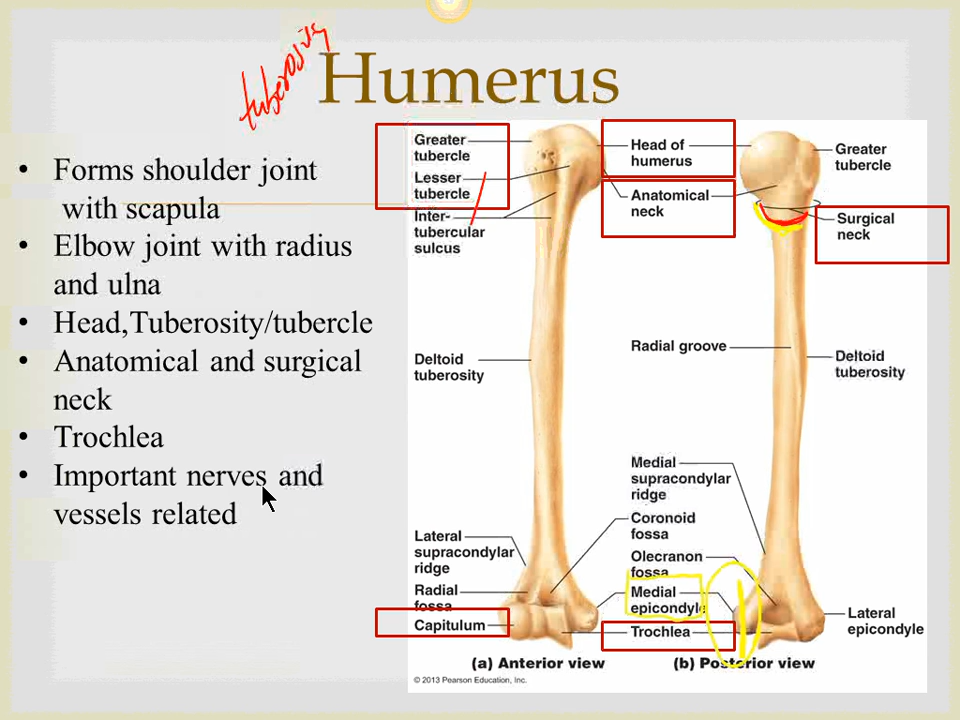 tuberosity
Humerus
• Forms shoulder joint
with scapula
• Elbow joint with radius
and ulna
• Head,Tuberosity/tubercle
• Anatomical and surgical
neck
• Trochlea
• Important nerves and
vessels related
Greater
tubercle
Lesser
tubercle
Inter-
tubercular
sulcus
Deltoid
tuberosity
Lateral
supracondylar
ridge
Radial
fossa
Capitulum
Head of
humerus
Anatomical
neck
Radial groove
Medial
supracondylar
ridge
Coronoid
fossa
Olecranon
fossa
Medial
epicondyle
Trochlea
Greater
tubercle
Surgical
neck
Deltoid
tuberosity
Lateral
epicondyle
(a) Anterior view
(b) Posterior view
© 2013 Pearson Education, Inc.